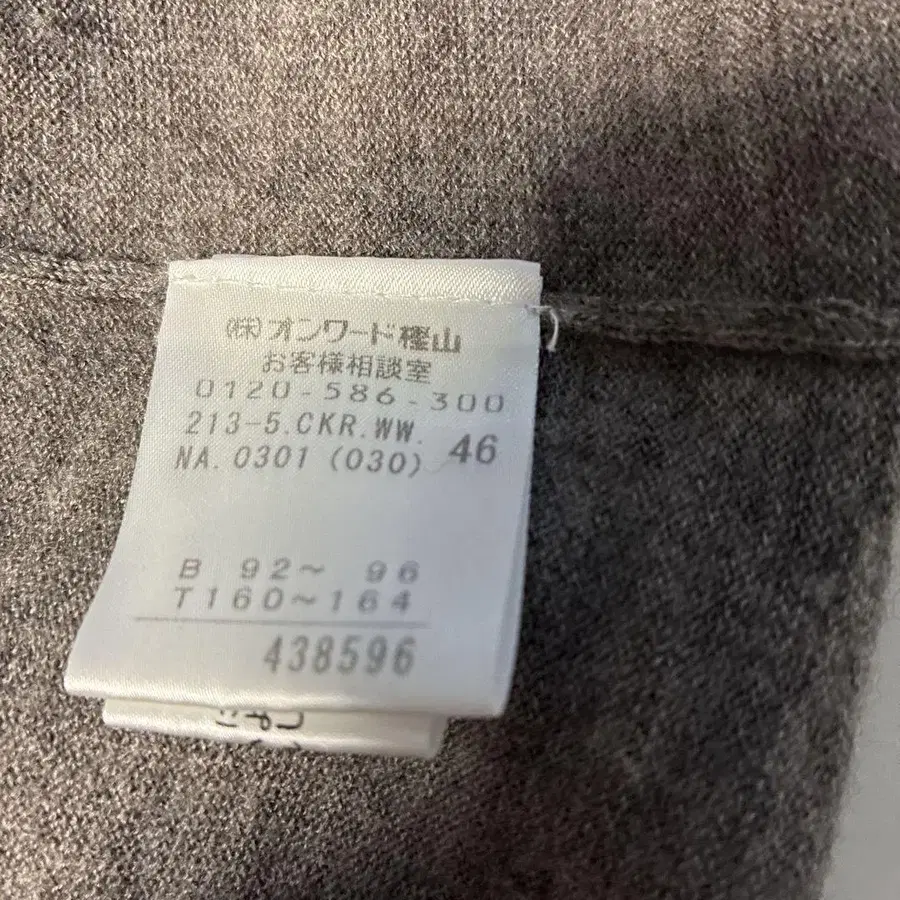 (株)オンワード樫山
お客様相談室
0120-586-300
213-5.CKR.WW.
NA.0301 (030) 46
B 92～ 96
T160～164
438596